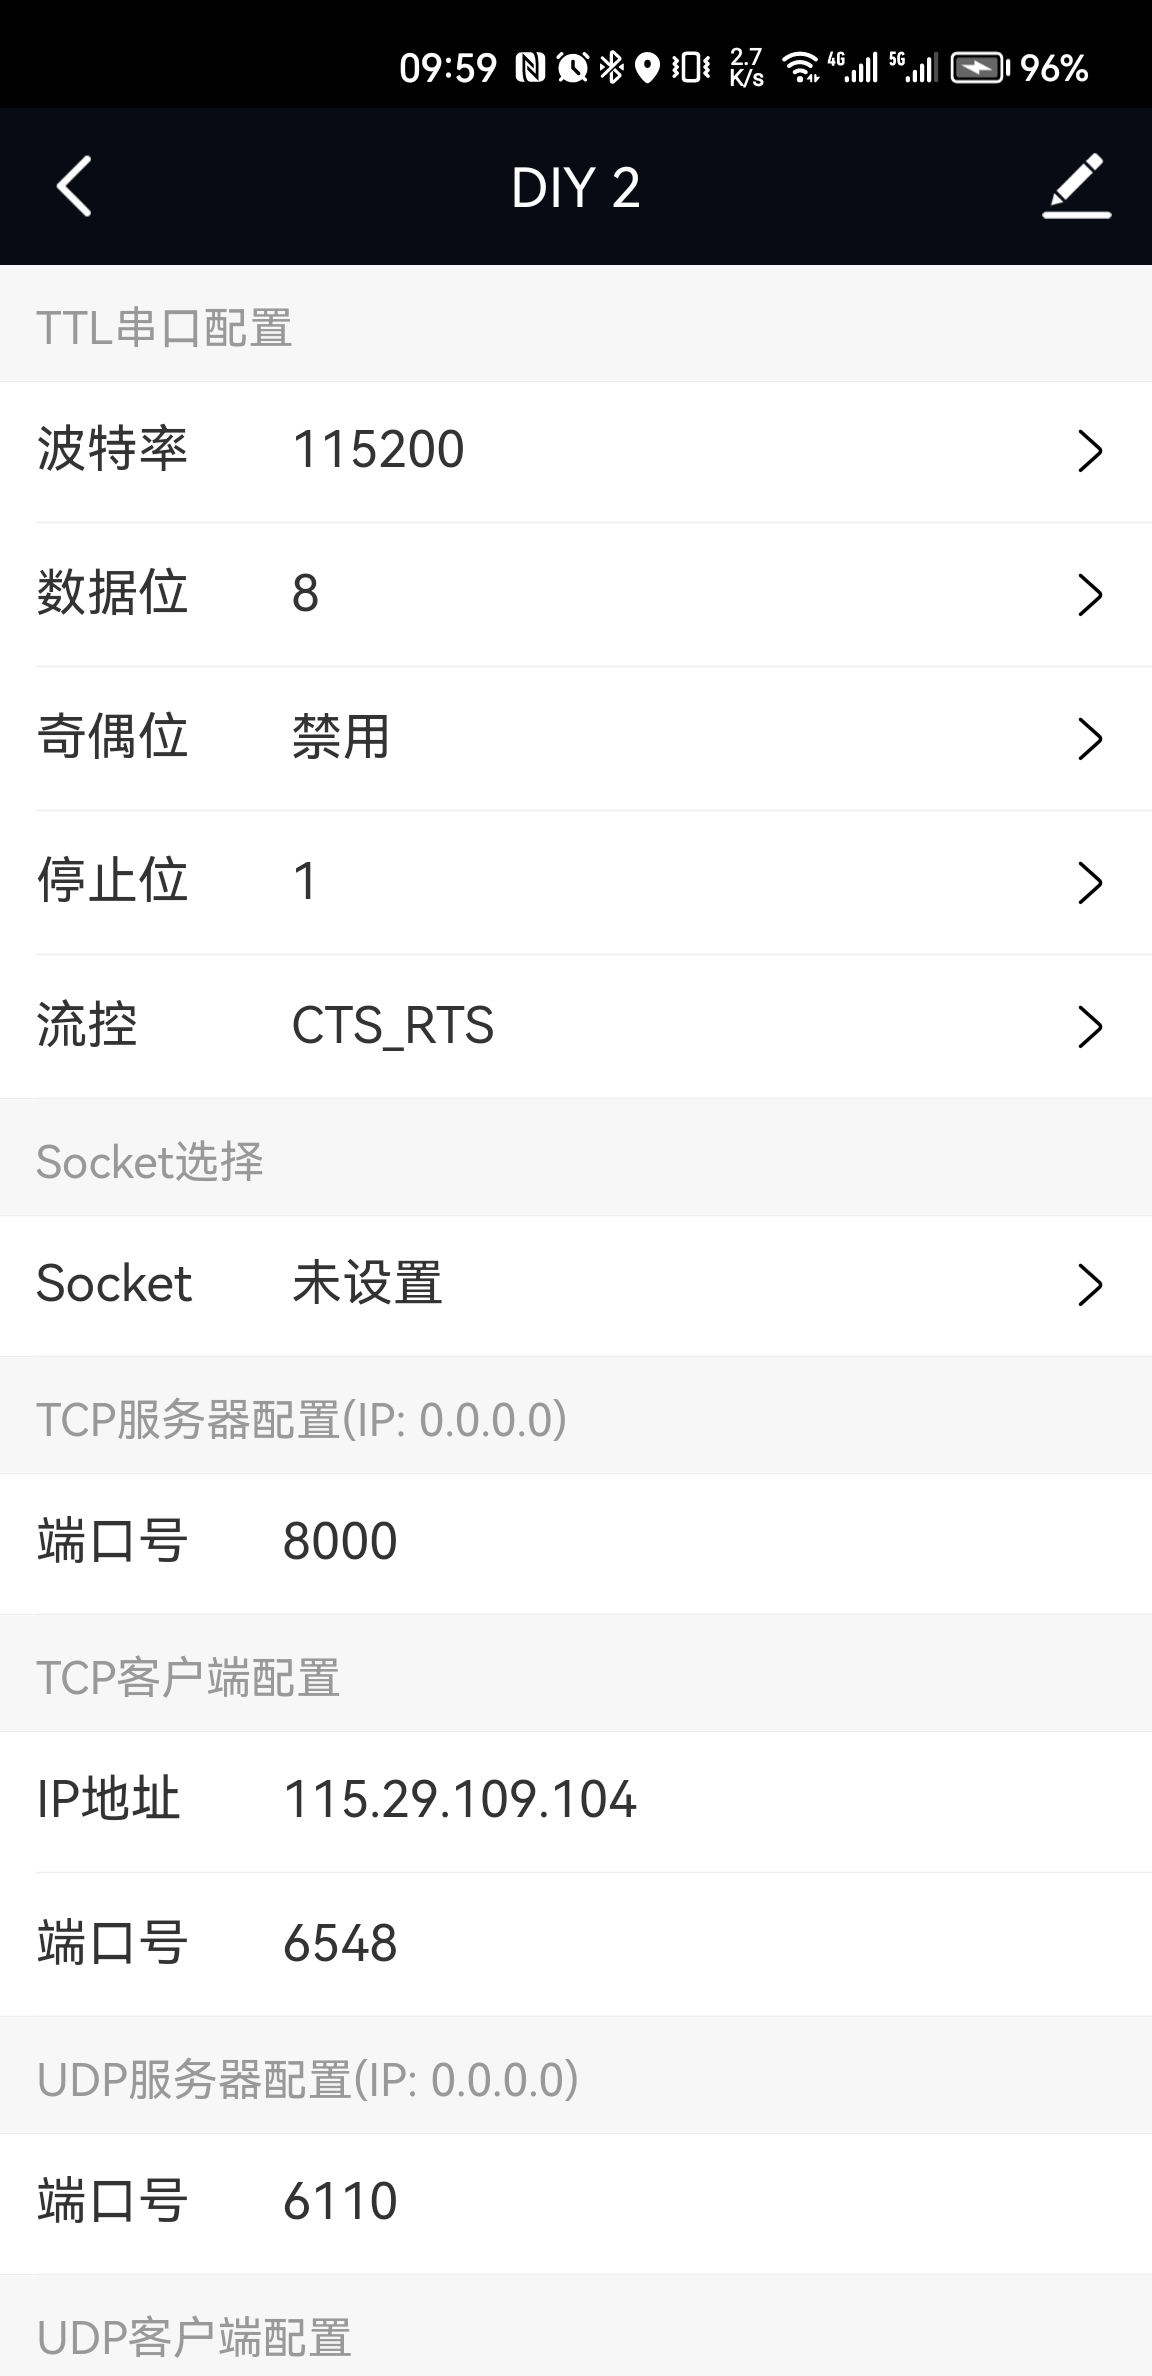 09:59 2.7 K/s 4G 5G 96%
DIY 2
TTL串口配置
波特率 115200
数据位 8
奇偶位 禁用
停止位 1
流控 CTS_RTS
Socket选择
Socket 未设置
TCP服务器配置(IP: 0.0.0.0)
端口号 8000
TCP客户端配置
IP地址 115.29.109.104
端口号 6548
UDP服务器配置(IP: 0.0.0.0)
端口号 6110
UDP客户端配置